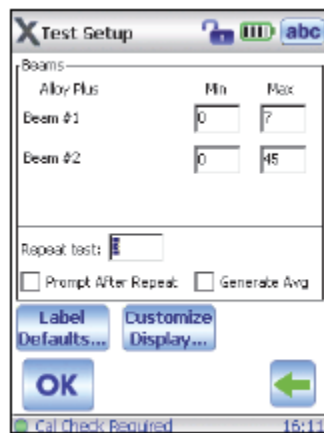 Test Setup abc
Beams
Alloy Plus Min Max
Beam #1 0 7
Beam #2 0 45
Repeat test:
Prompt After Repeat Generate Avg
Label Defaults... Customize Display...
OK
Cal Check Required 16:11